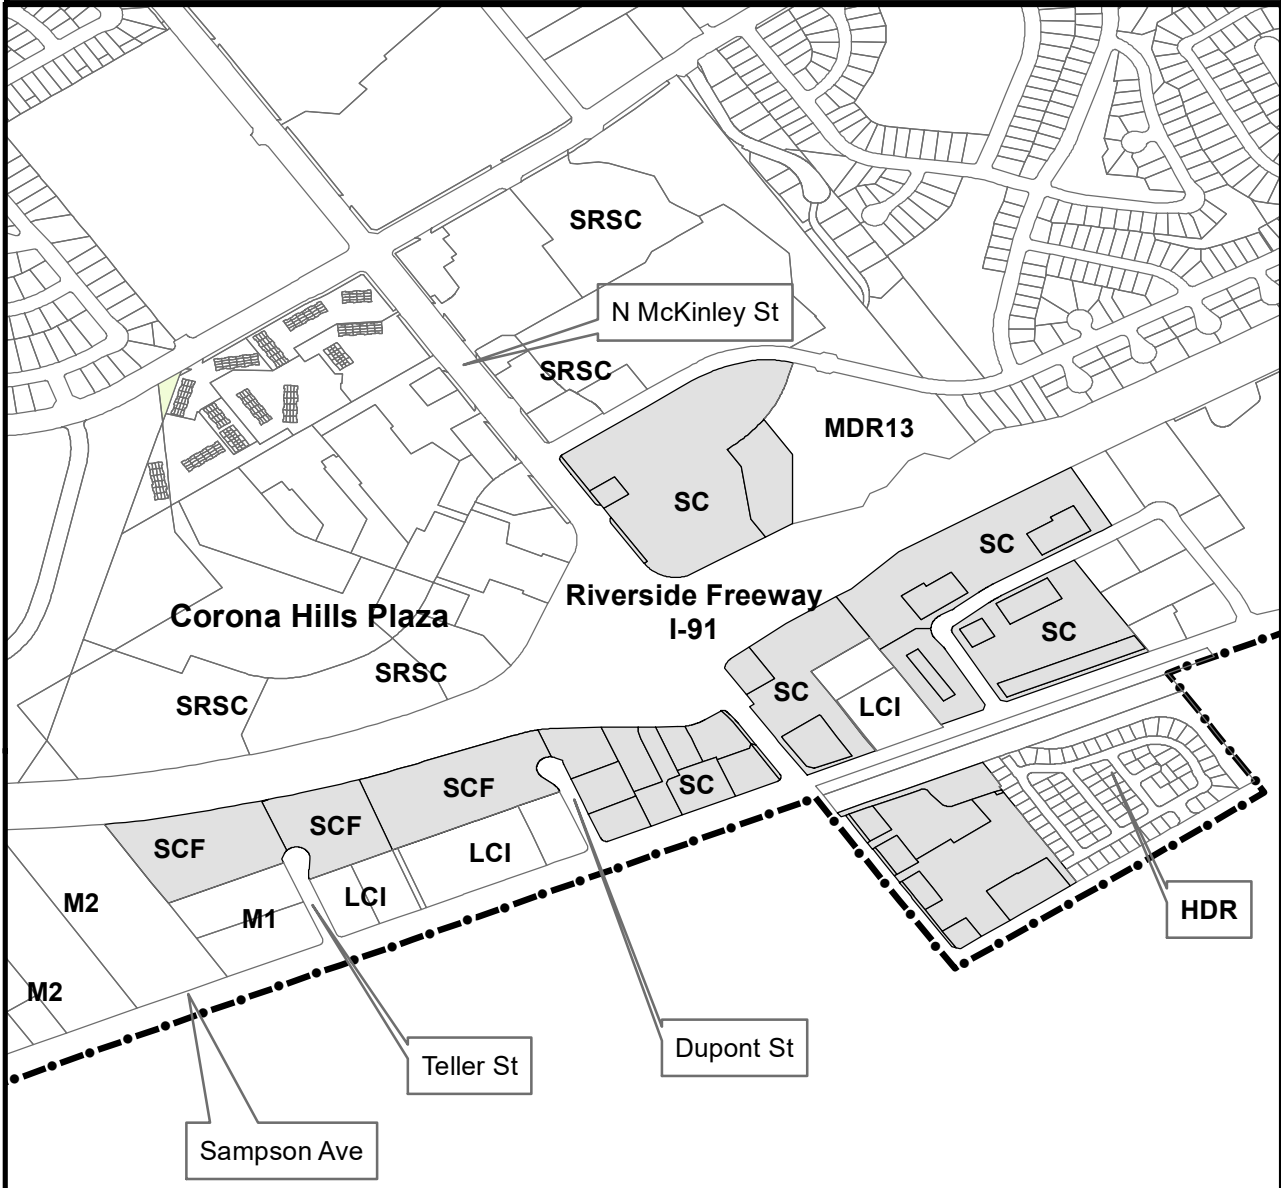 SRSC
N McKinley St
SRSC
MDR13
SC
SC
Riverside Freeway
I-91
Corona Hills Plaza
SC
SRSC
SC
SRSC
LCI
SCF
SC
SCF
SCF
LCI
LCI
M2
M1
HDR
M2
Dupont St
Teller St
Sampson Ave